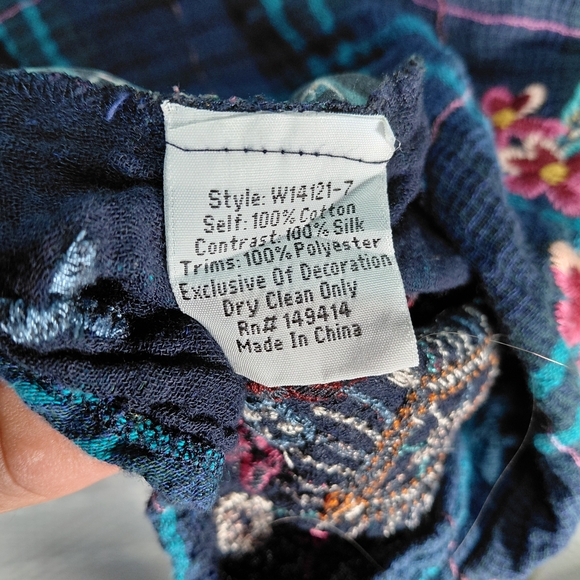 Style: W14121-7
Self: 100% Cotton
Contrast: 100% Silk
Trims: 100% Polyester
Exclusive Of Decoration
Dry Clean Only
Rn# 149414
Made In China